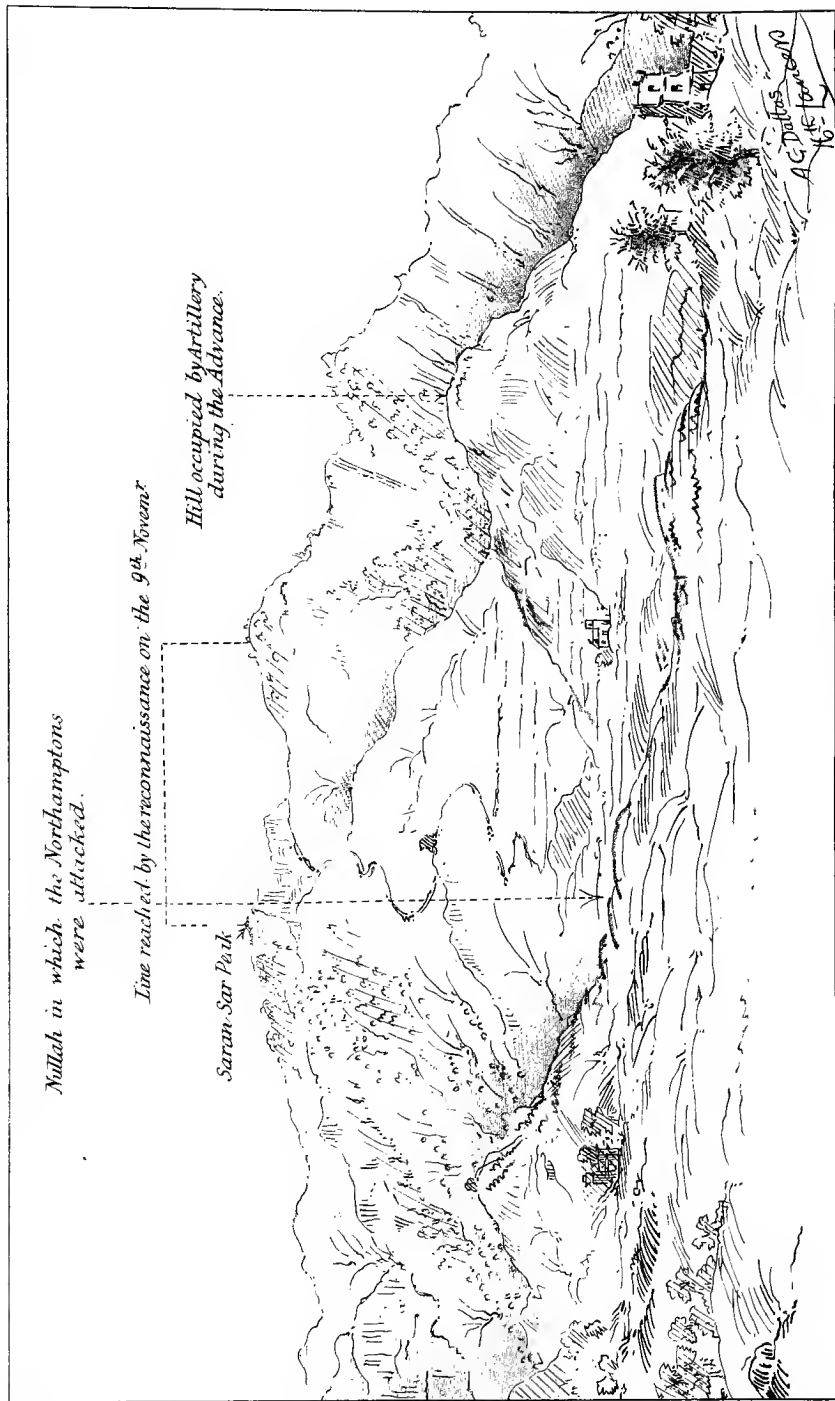 Nullah in which the Northamptons
were attacked.
Line reached by the reconnaissance on the 9th Novemr
Saran Sar Peak
Hill occupied by Artillery
during the Advance.
A G Dallas
16th Lancers